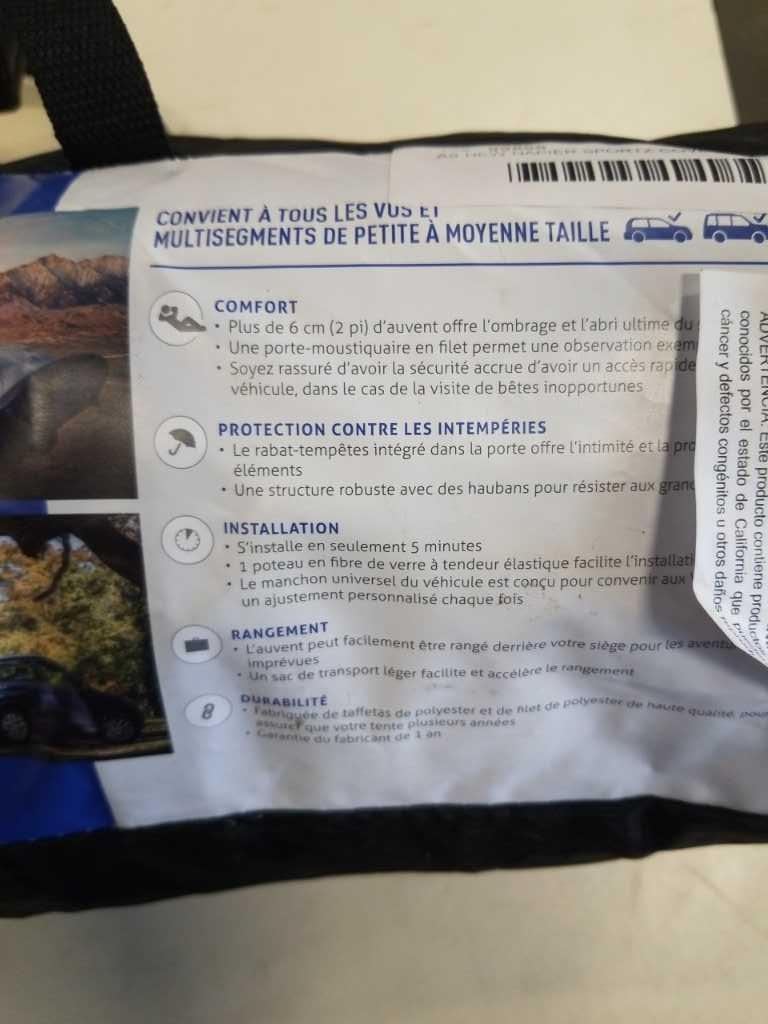 CONVIENT À TOUS LES VUS ET
MULTISEGMENTS DE PETITE À MOYENNE TAILLE
COMFORT
• Plus de 6 cm (2 pi) d'auvent offre l'ombrage et l'abri ultime du
• Une porte-moustiquaire en filet permet une observation exem
• Soyez rassuré d'avoir la sécurité accrue d'avoir un accès rapide
véhicule, dans le cas de la visite de bêtes inopportunes
PROTECTION CONTRE LES INTEMPÉRIES
• Le rabat-tempêtes intégré dans la porte offre l'intimité et la pro
éléments
• Une structure robuste avec des haubans pour résister aux grand
INSTALLATION
• S'installe en seulement 5 minutes
• 1 poteau en fibre de verre à tendeur élastique facilite l'installati
• Le manchon universel du véhicule est conçu pour convenir aux
un ajustement personnalisé chaque fois
RANGEMENT
• L'auvent peut facilement être rangé derrière votre siège pour les aventu
imprévues
• Un sac de transport léger facilite et accélère le rangement
DURABILITÉ
• Fabriquée de taffetas de polyester et de filet de polyester de haute qualité, pour
assurer que votre tente plusieurs années
• Garantie du fabricant de 1 an
ADVERTENCIA: Este producto contiene product
conocidos por el estado de California que
cáncer y defectos congénitos u otros daños